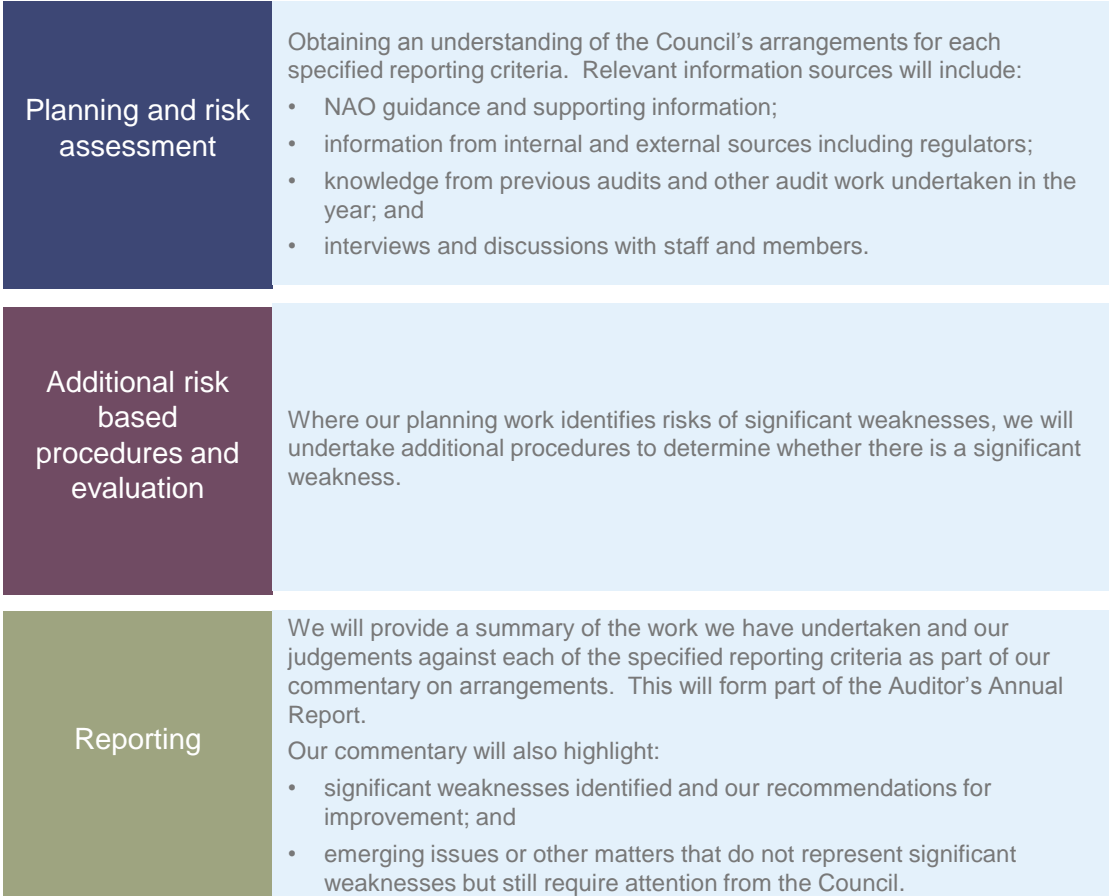 Planning and risk
assessment
Obtaining an understanding of the Council’s arrangements for each
specified reporting criteria.  Relevant information sources will include:
• NAO guidance and supporting information;
• information from internal and external sources including regulators;
• knowledge from previous audits and other audit work undertaken in the
year; and
• interviews and discussions with staff and members.
Additional risk
based
procedures and
evaluation
Where our planning work identifies risks of significant weaknesses, we will
undertake additional procedures to determine whether there is a significant
weakness.
Reporting
We will provide a summary of the work we have undertaken and our
judgements against each of the specified reporting criteria as part of our
commentary on arrangements.  This will form part of the Auditor’s Annual
Report.
Our commentary will also highlight:
• significant weaknesses identified and our recommendations for
improvement; and
• emerging issues or other matters that do not represent significant
weaknesses but still require attention from the Council.